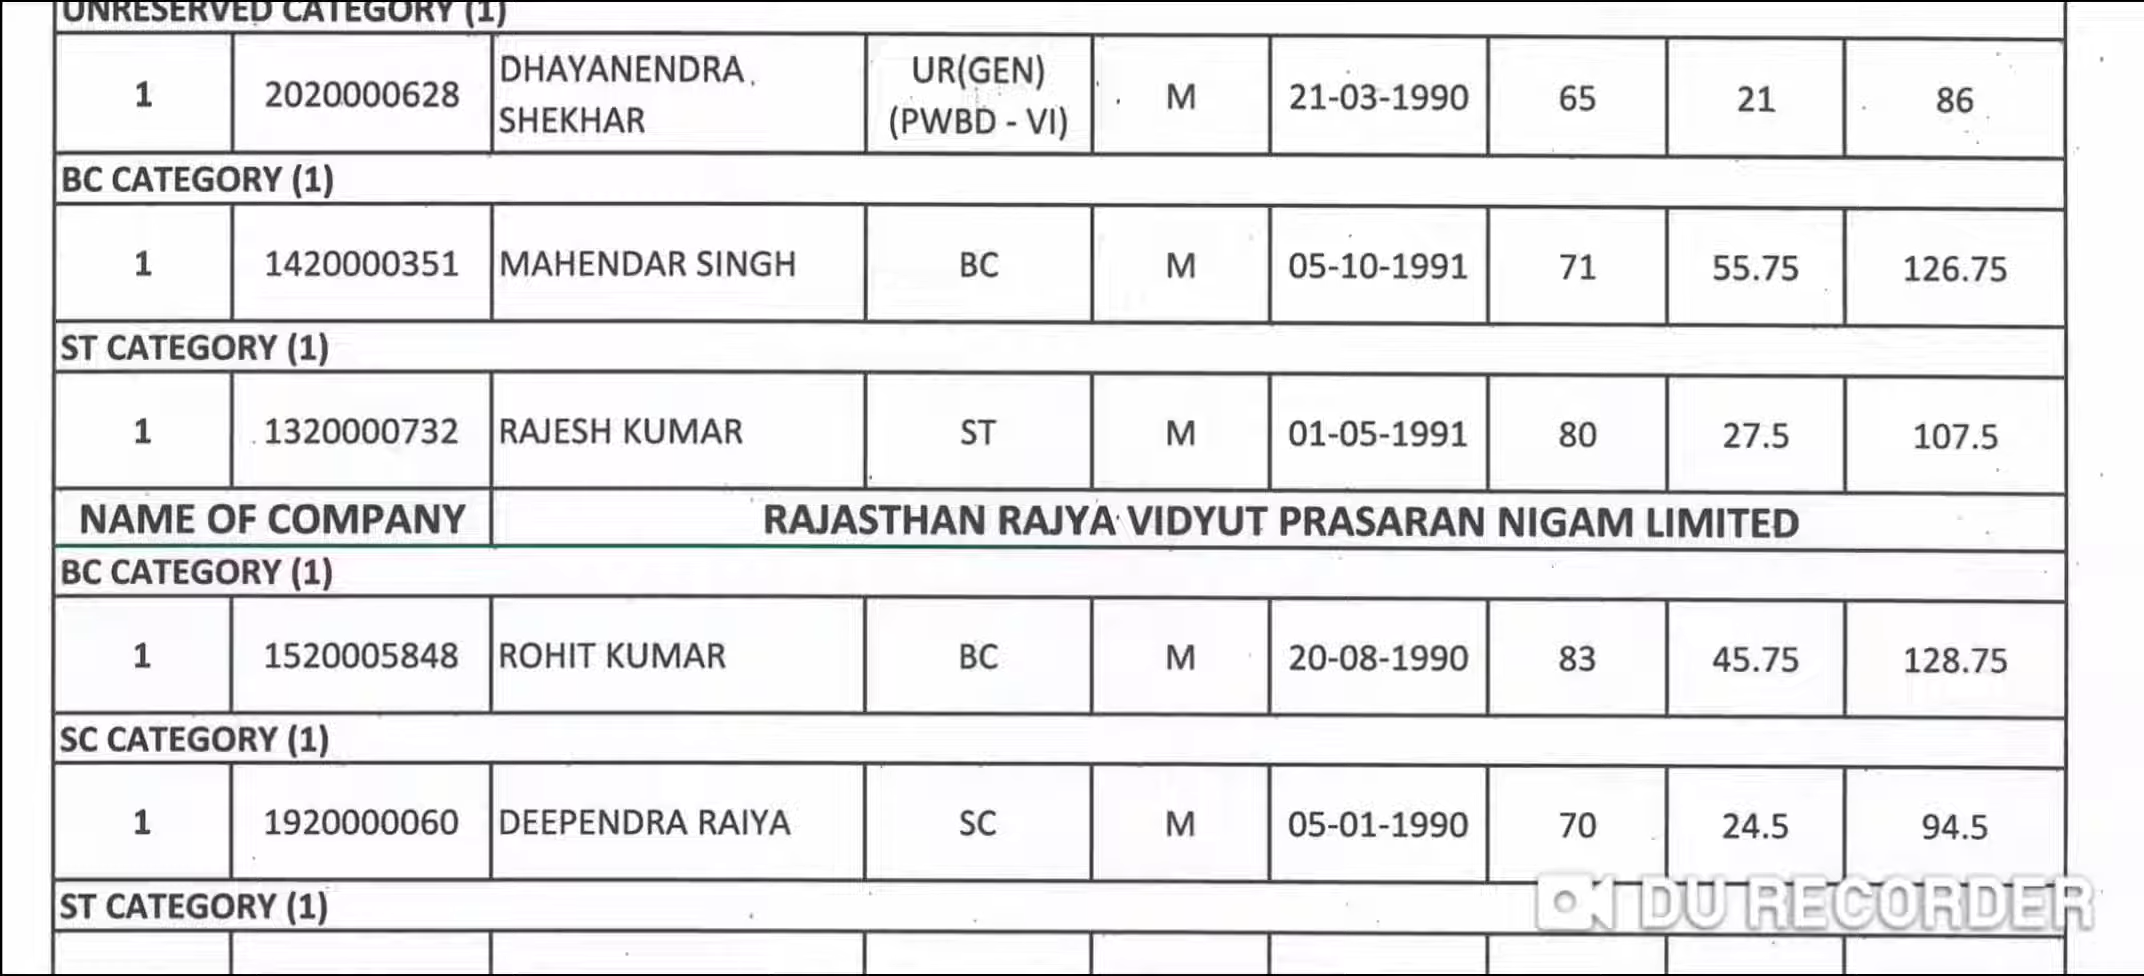 UNRESERVED CATEGORY (1)
1 2020000628 DHAYANENDRA SHEKHAR UR(GEN) (PWBD - VI) M 21-03-1990 65 21 86
BC CATEGORY (1)
1 1420000351 MAHENDAR SINGH BC M 05-10-1991 71 55.75 126.75
ST CATEGORY (1)
1 1320000732 RAJESH KUMAR ST M 01-05-1991 80 27.5 107.5
NAME OF COMPANY RAJASTHAN RAJYA VIDYUT PRASARAN NIGAM LIMITED
BC CATEGORY (1)
1 1520005848 ROHIT KUMAR BC M 20-08-1990 83 45.75 128.75
SC CATEGORY (1)
1 1920000060 DEEPENDRA RAIYA SC M 05-01-1990 70 24.5 94.5
ST CATEGORY (1)
DU RECORDER